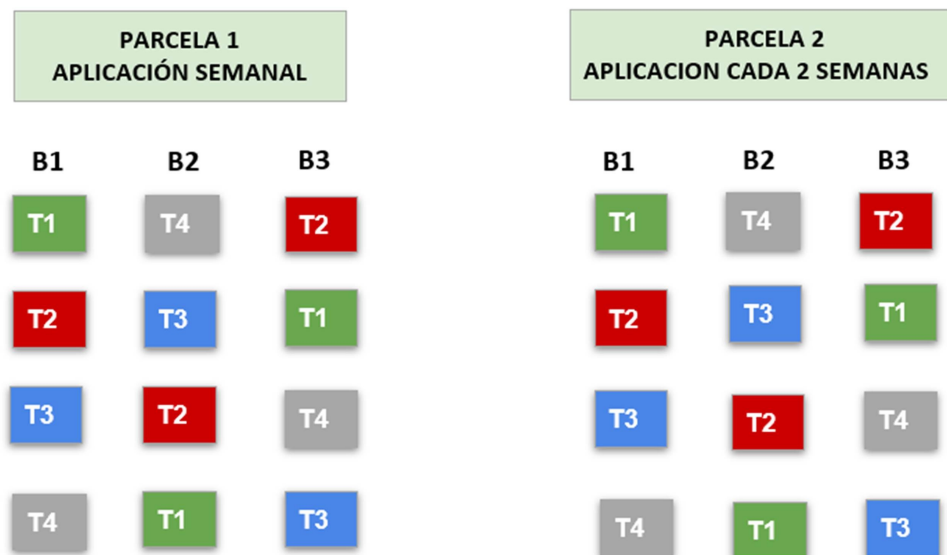 PARCELA 1
APLICACIÓN SEMANAL
B1 B2 B3
T1 T4 T2
T2 T3 T1
T3 T2 T4
T4 T1 T3
PARCELA 2
APLICACION CADA 2 SEMANAS
B1 B2 B3
T1 T4 T2
T2 T3 T1
T3 T2 T4
T4 T1 T3